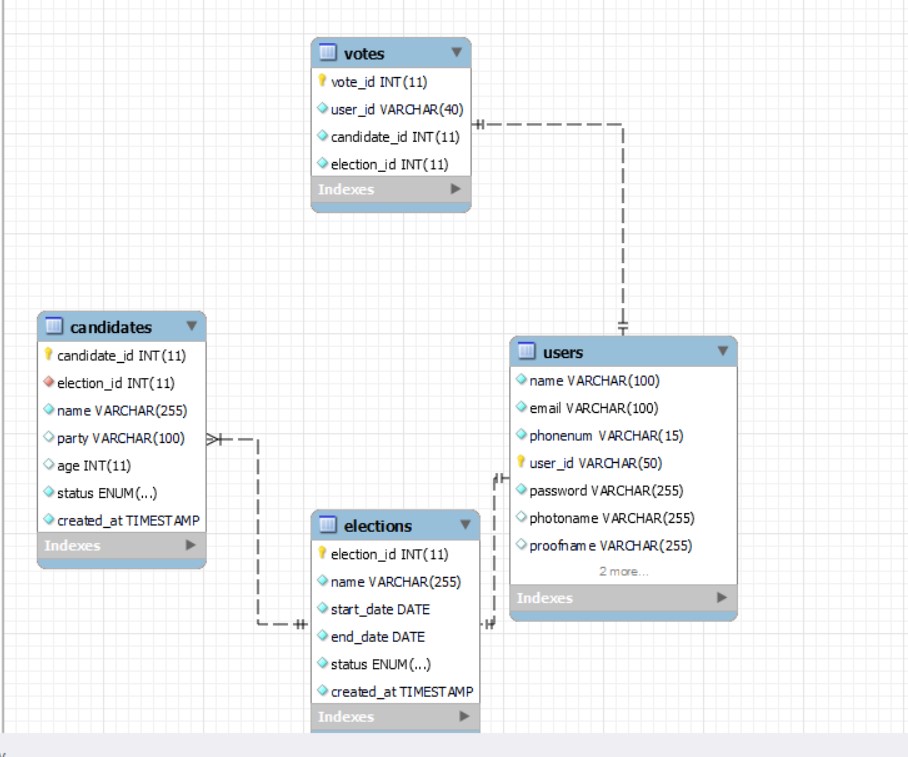 votes
vote_id INT(11)
user_id VARCHAR(40)
candidate_id INT(11)
election_id INT(11)
Indexes
candidates
candidate_id INT(11)
election_id INT(11)
name VARCHAR(255)
party VARCHAR(100)
age INT(11)
status ENUM(...)
created_at TIMESTAMP
Indexes
users
name VARCHAR(100)
email VARCHAR(100)
phonenum VARCHAR(15)
user_id VARCHAR(50)
password VARCHAR(255)
photoname VARCHAR(255)
proofname VARCHAR(255)
2 more...
Indexes
elections
election_id INT(11)
name VARCHAR(255)
start_date DATE
end_date DATE
status ENUM(...)
created_at TIMESTAMP
Indexes